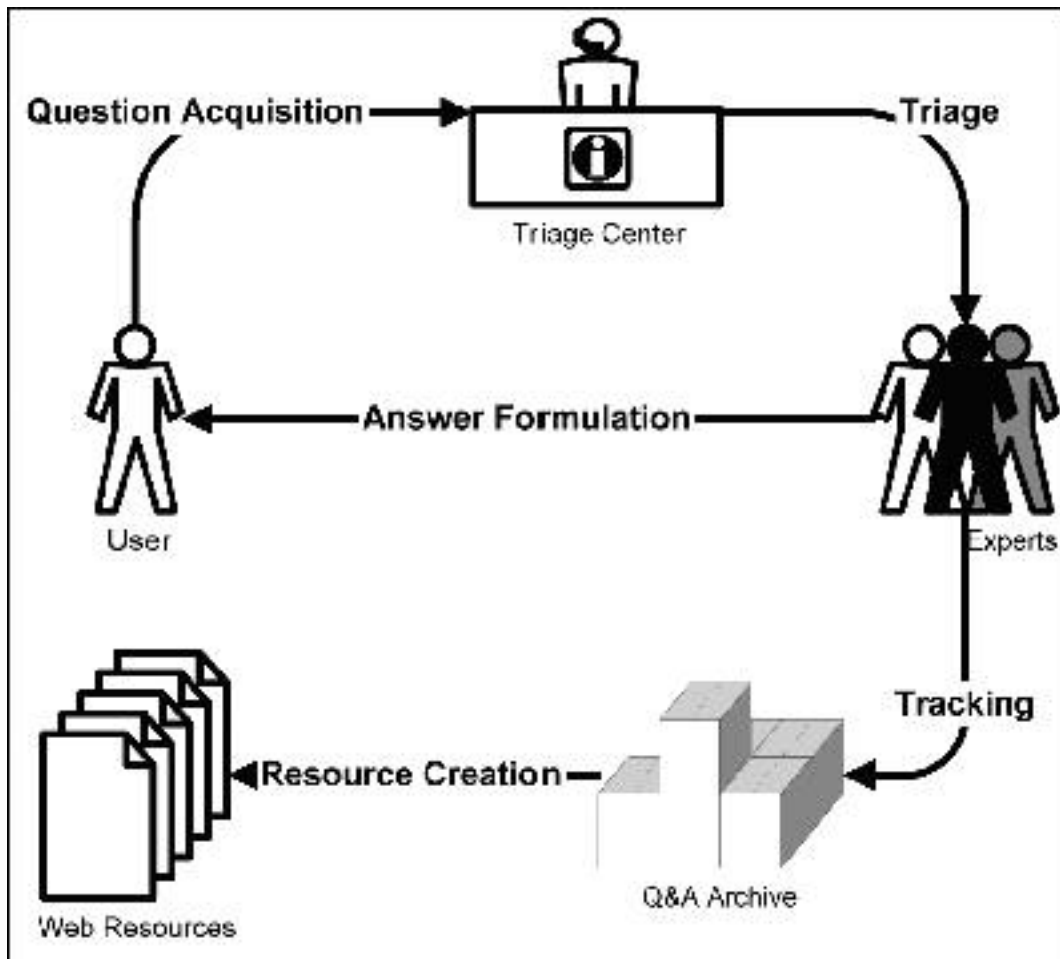 Question Acquisition
Triage
i
Triage Center
Answer Formulation
User
Experts
Tracking
Resource Creation
Q&A Archive
Web Resources